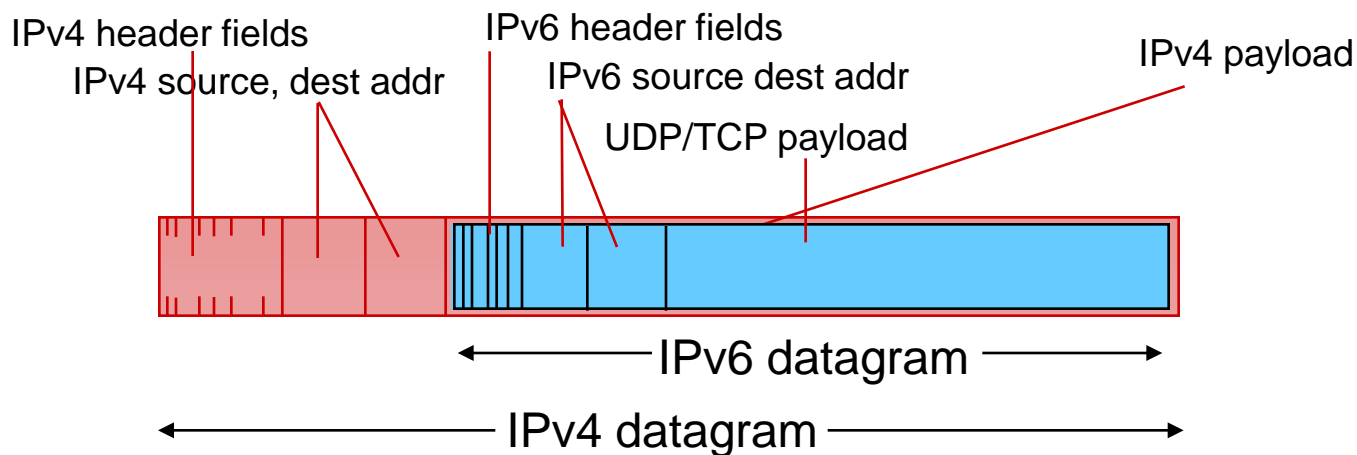 IPv4 header fields
IPv6 header fields
IPv4 payload
IPv4 source, dest addr
IPv6 source dest addr
UDP/TCP payload
IPv6 datagram
IPv4 datagram